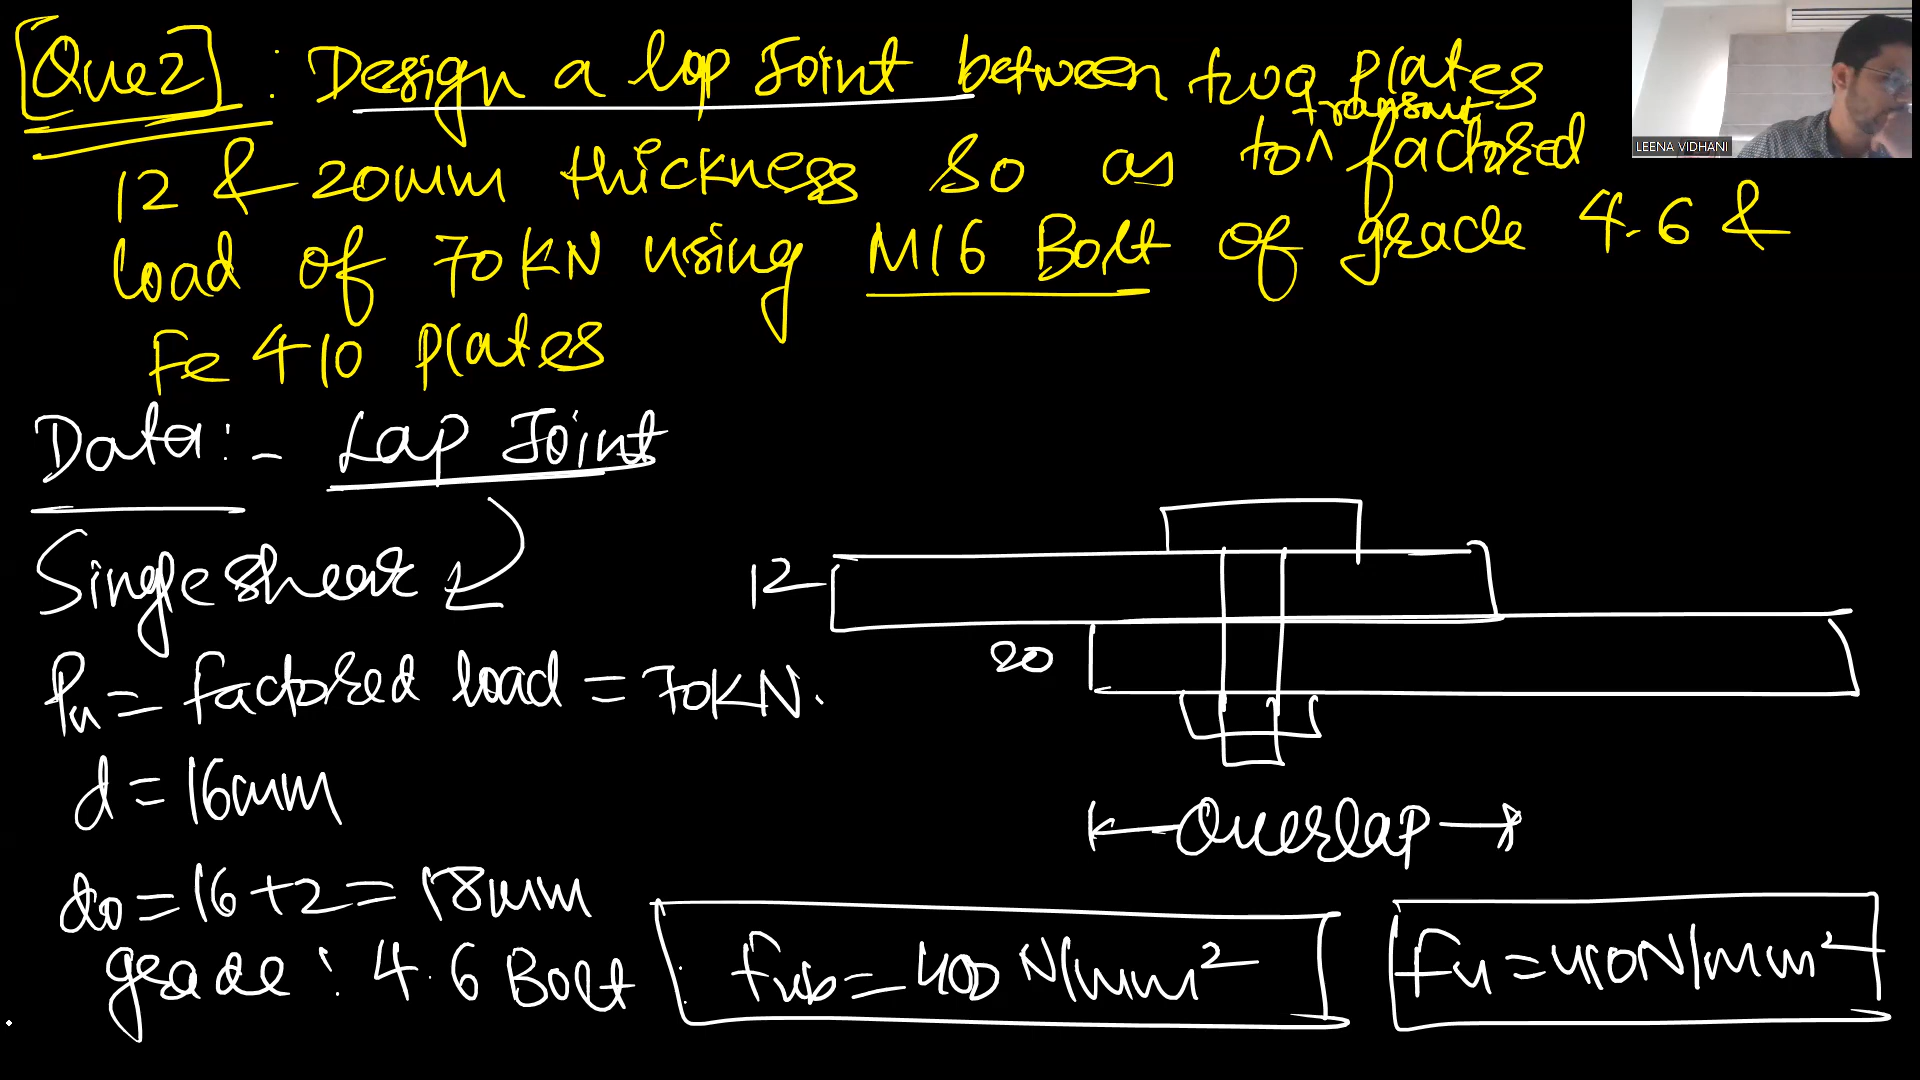 Que2 : Design a lap Joint between two plates
12 & 20mm thickness so as to ^ transmit factored
load of 70KN using M16 Bolt of grade 4.6 &
Fe 410 plates
Data:- Lap Joint
Single shear
Pu = factored load = 70KN.
d = 16mm
do = 16+2 = 18mm
grade : 4.6 Bolt
12
20
Overlap
fub = 400 N/mm²
fu = 410N/mm²
LEENA VIDHANI